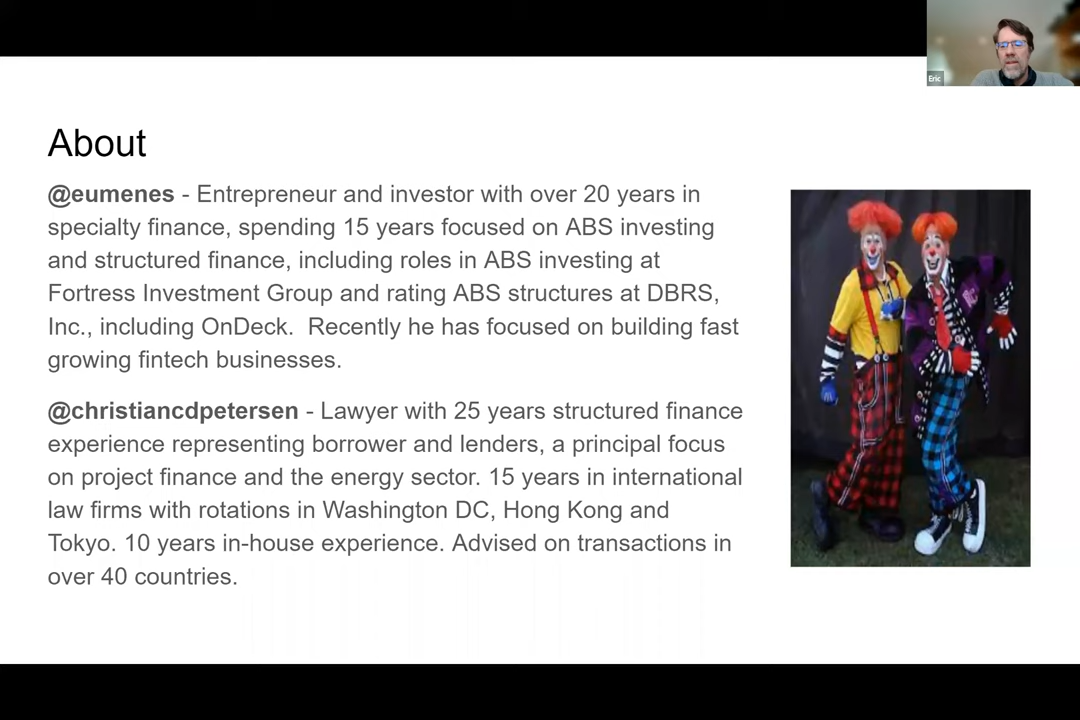 Eric
About
@eumenes - Entrepreneur and investor with over 20 years in
specialty finance, spending 15 years focused on ABS investing
and structured finance, including roles in ABS investing at
Fortress Investment Group and rating ABS structures at DBRS,
Inc., including OnDeck.  Recently he has focused on building fast
growing fintech businesses.
@christiancdpetersen - Lawyer with 25 years structured finance
experience representing borrower and lenders, a principal focus
on project finance and the energy sector. 15 years in international
law firms with rotations in Washington DC, Hong Kong and
Tokyo. 10 years in-house experience. Advised on transactions in
over 40 countries.